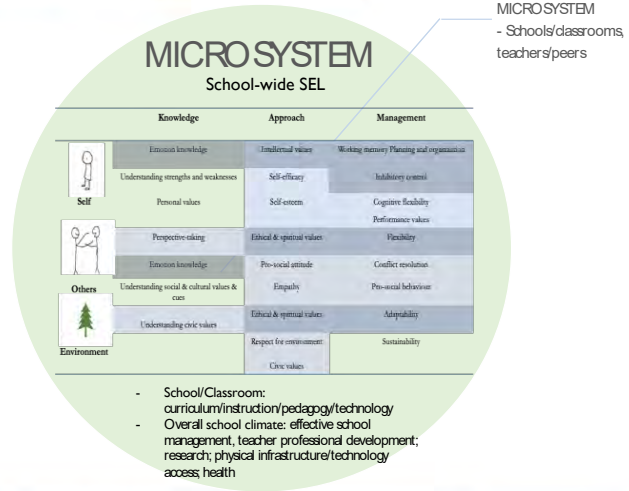 MICROSYSTEM
- Schools/classrooms,
teachers/peers
MICROSYSTEM
School-wide SEL
Knowledge Approach Management
Emotion knowledge Intellectual values Working memory Planning and organization
Understanding strengths and weaknesses Self-efficacy Inhibitory control
Self Personal values Self-esteem Cognitive flexibility
Performance values
Perspective-taking Ethical & spiritual values Flexibility
Emotion knowledge Pro-social attitude Conflict resolution
Others Understanding social & cultural values & cues Empathy Pro-social behaviour
Understanding civic values Ethical & spiritual values Adaptability
Environment Respect for environment Sustainability
Civic values
- School/Classroom:
curriculum/instruction/pedagogy/technology
- Overall school climate: effective school
management, teacher professional development;
research; physical infrastructure/technology
access; health